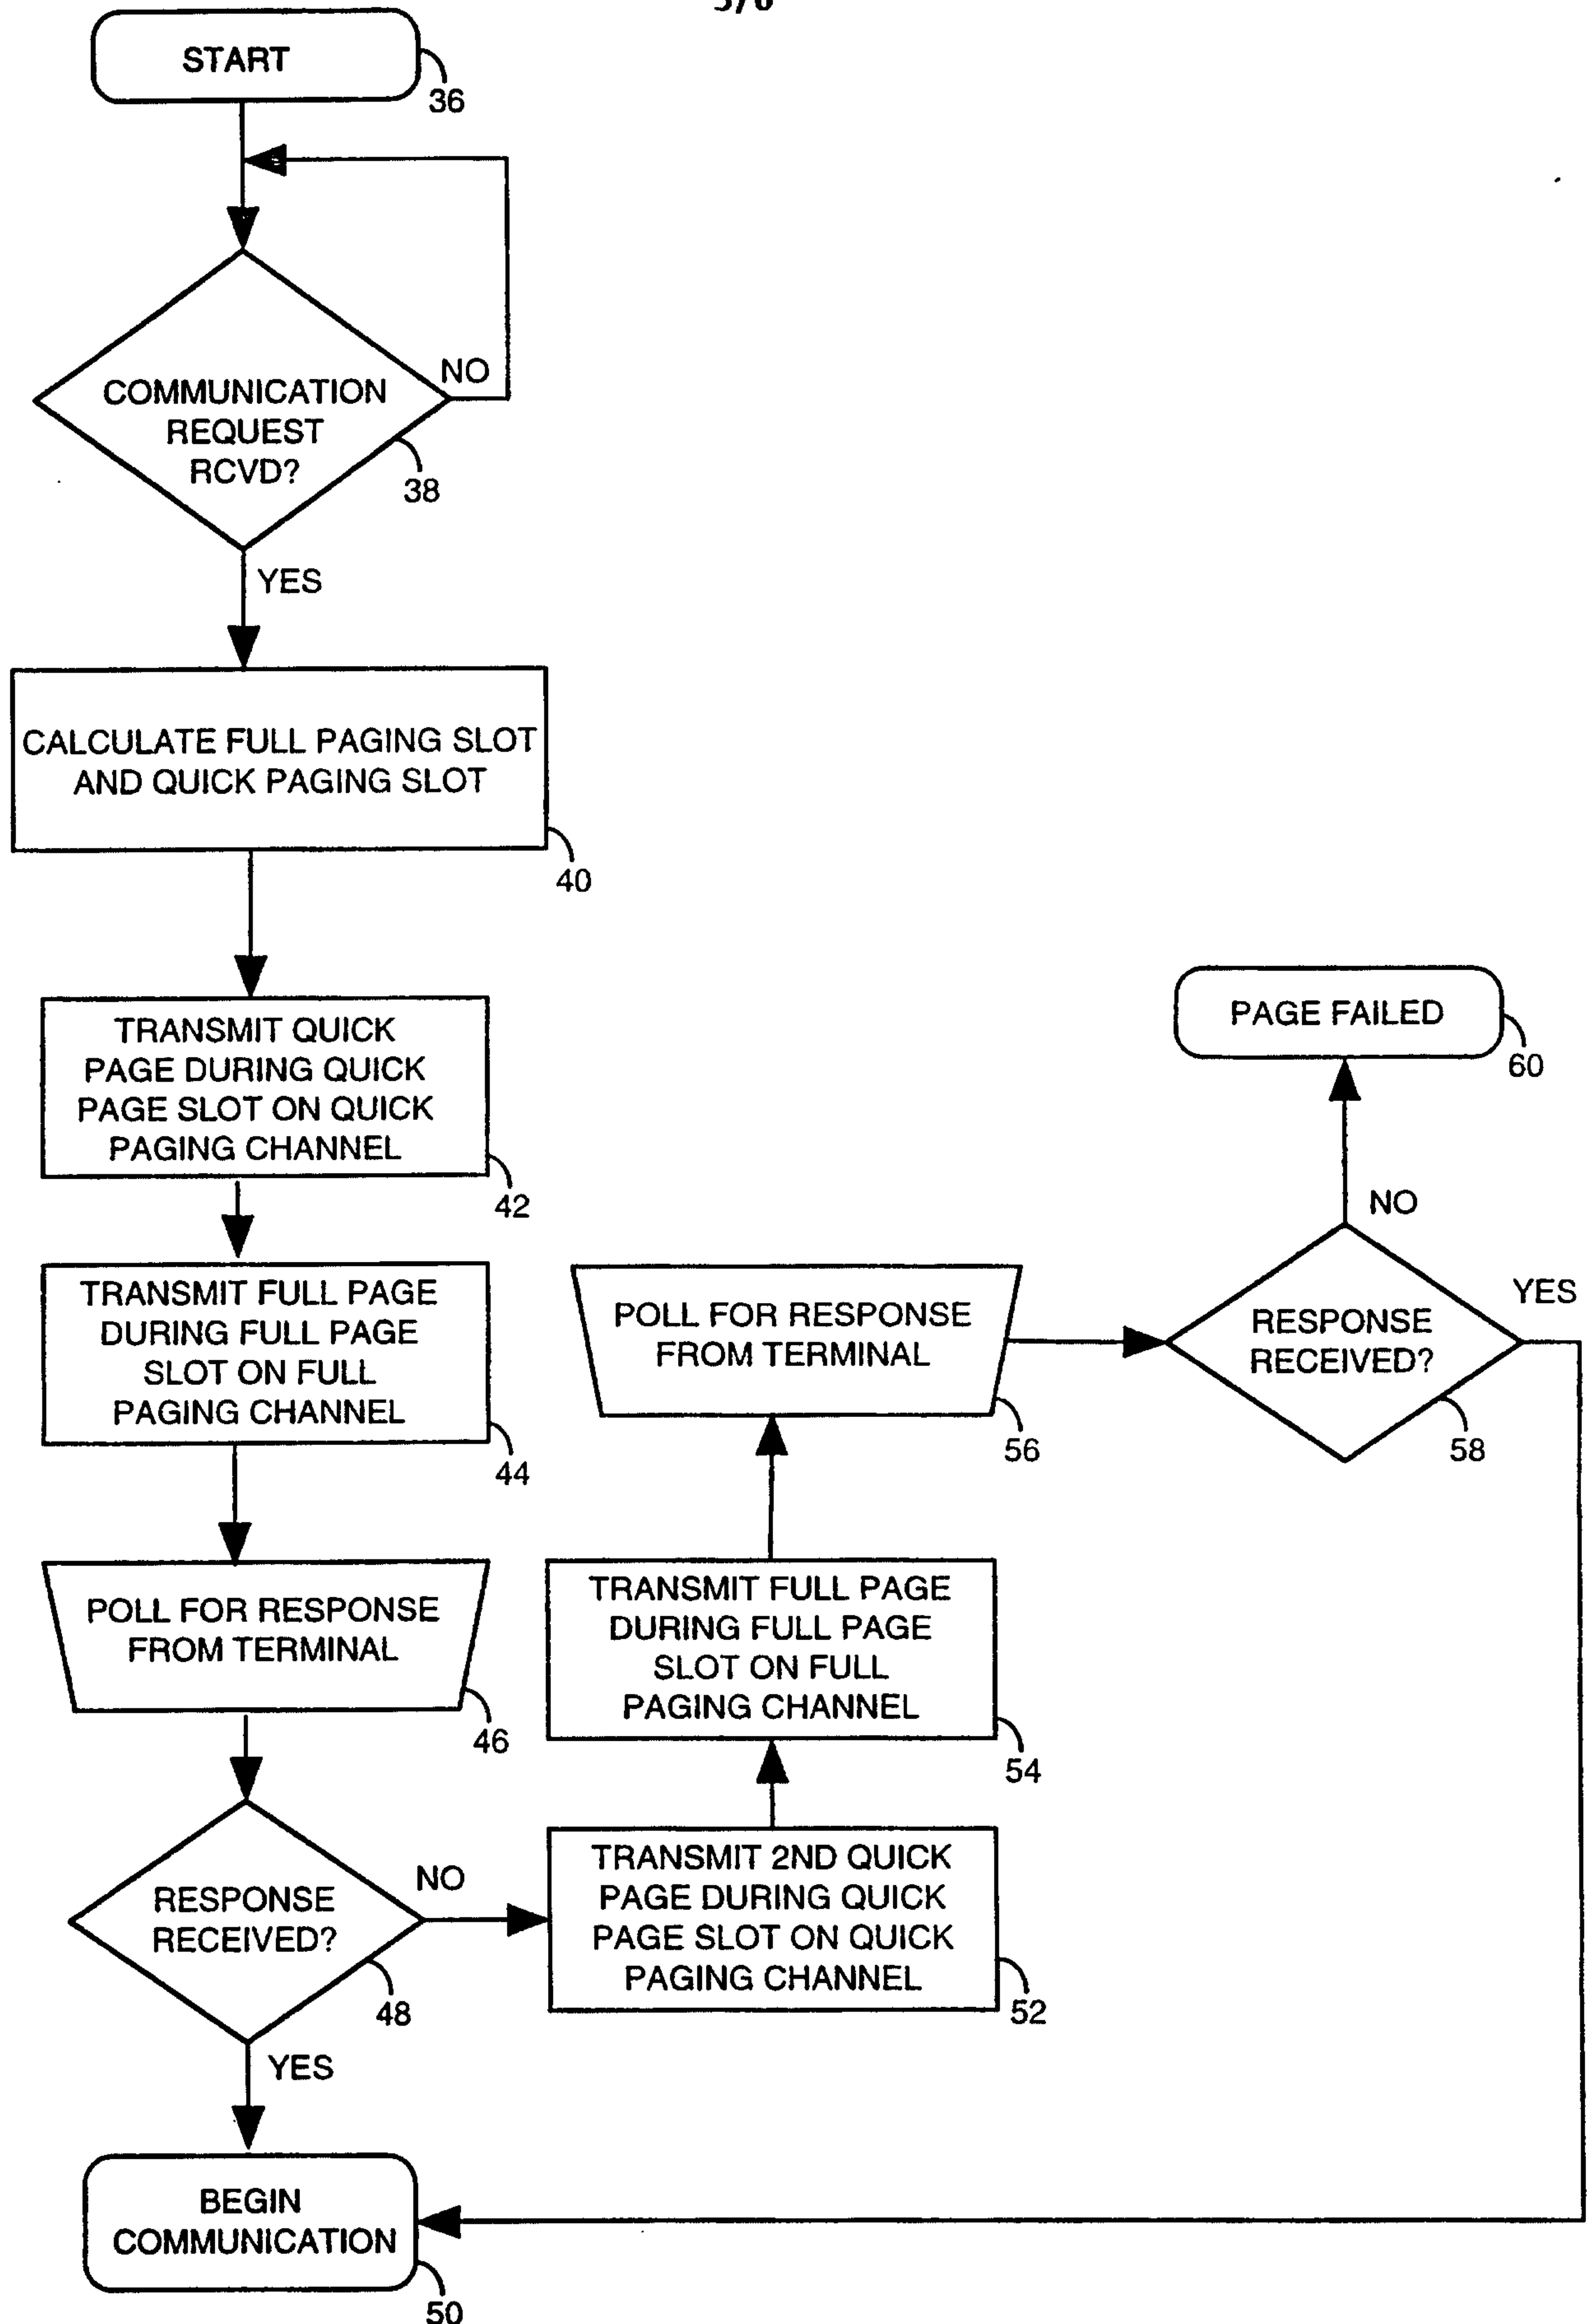 START
36
NO
COMMUNICATION
REQUEST
RCVD?
38
YES
CALCULATE FULL PAGING SLOT
AND QUICK PAGING SLOT
40
TRANSMIT QUICK
PAGE DURING QUICK
PAGE SLOT ON QUICK
PAGING CHANNEL
42
TRANSMIT FULL PAGE
DURING FULL PAGE
SLOT ON FULL
PAGING CHANNEL
44
POLL FOR RESPONSE
FROM TERMINAL
46
RESPONSE
RECEIVED?
48
NO
YES
BEGIN
COMMUNICATION
50
TRANSMIT 2ND QUICK
PAGE DURING QUICK
PAGE SLOT ON QUICK
PAGING CHANNEL
52
TRANSMIT FULL PAGE
DURING FULL PAGE
SLOT ON FULL
PAGING CHANNEL
54
POLL FOR RESPONSE
FROM TERMINAL
56
RESPONSE
RECEIVED?
58
NO
YES
PAGE FAILED
60